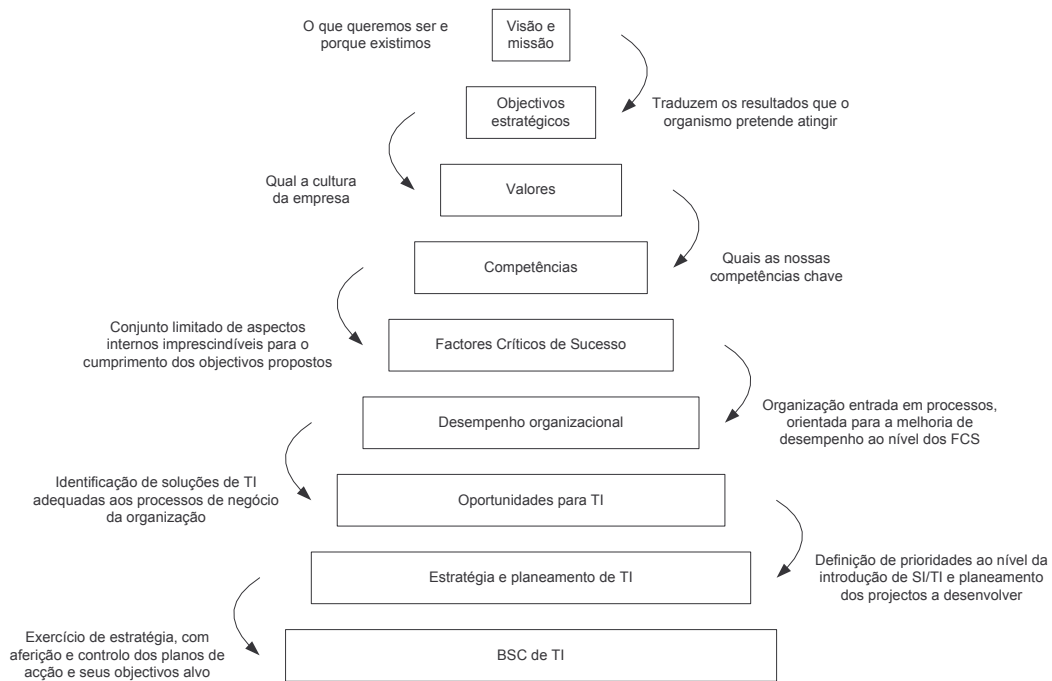 O que queremos ser e
porque existimos
Visão e
missão
Objectivos
estratégicos
Traduzem os resultados que o
organismo pretende atingir
Qual a cultura
da empresa
Valores
Competências
Quais as nossas
competências chave
Conjunto limitado de aspectos
internos imprescindíveis para o
cumprimento dos objectivos propostos
Factores Críticos de Sucesso
Desempenho organizacional
Organização entrada em processos,
orientada para a melhoria de
desempenho ao nível dos FCS
Identificação de soluções de TI
adequadas aos processos de negócio
da organização
Oportunidades para TI
Estratégia e planeamento de TI
Definição de prioridades ao nível da
introdução de SI/TI e planeamento
dos projectos a desenvolver
Exercício de estratégia, com
aferição e controlo dos planos de
acção e seus objectivos alvo
BSC de TI